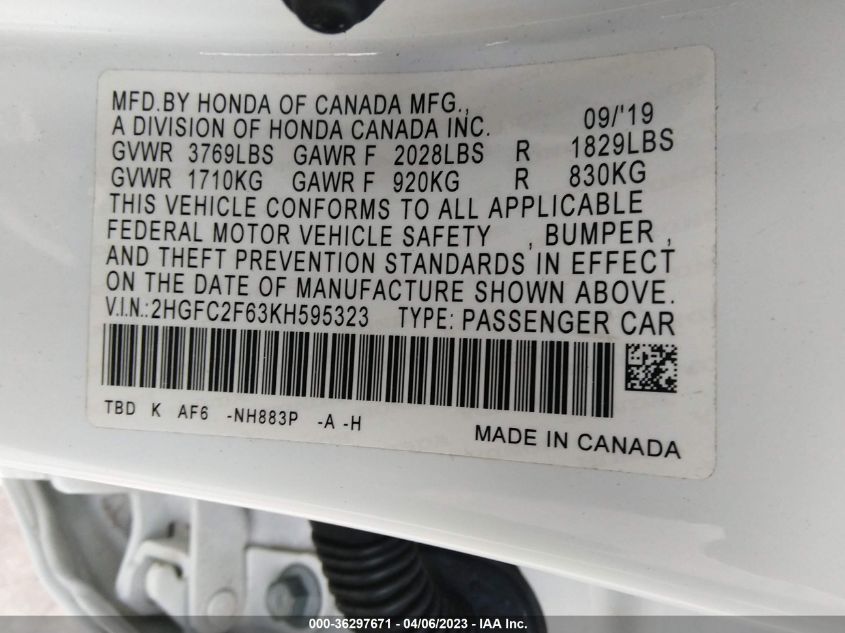 MFD.BY HONDA OF CANADA MFG.,
A DIVISION OF HONDA CANADA INC. 09/'19
GVWR 3769LBS GAWR F 2028LBS R 1829LBS
GVWR 1710KG GAWR F 920KG R 830KG
THIS VEHICLE CONFORMS TO ALL APPLICABLE
FEDERAL MOTOR VEHICLE SAFETY , BUMPER ,
AND THEFT PREVENTION STANDARDS IN EFFECT
ON THE DATE OF MANUFACTURE SHOWN ABOVE.
V.I.N.:2HGFC2F63KH595323 TYPE: PASSENGER CAR
TBD K AF6 -NH883P -A -H
MADE IN CANADA
000-36297671 - 04/06/2023 - IAA Inc.